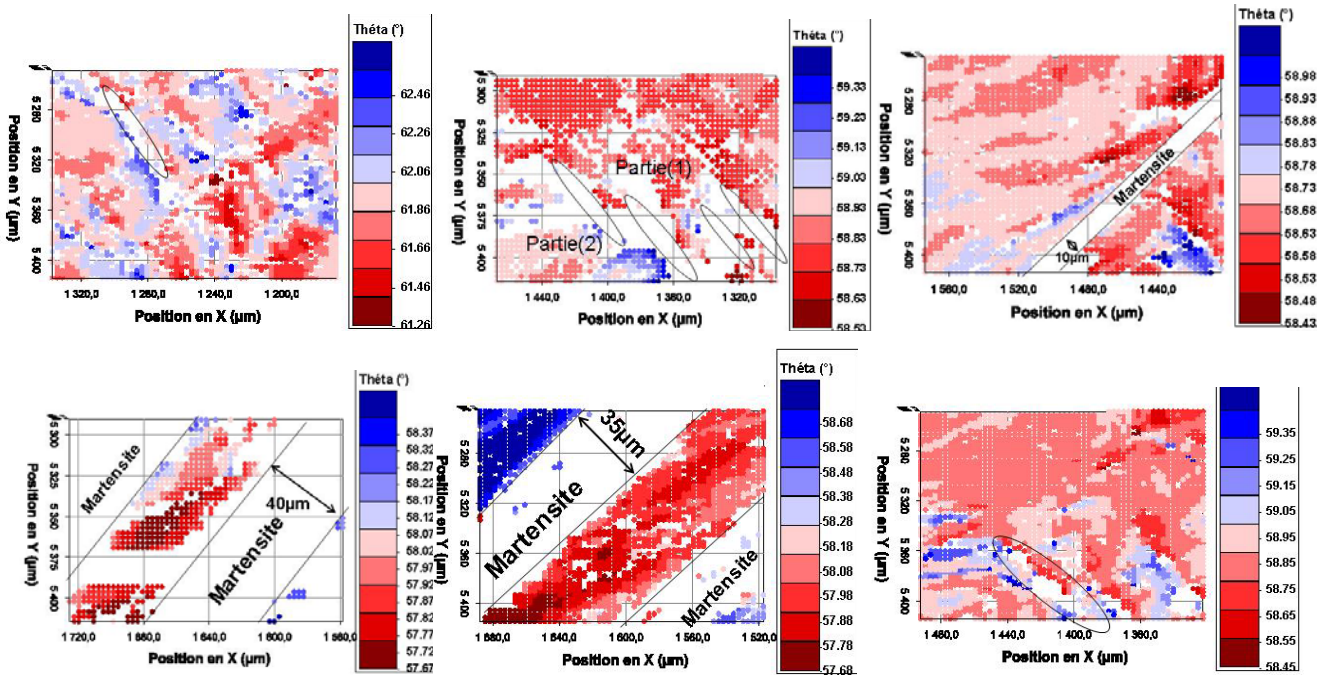 Théta (°)
62.46
62.26
62.06
61.86
61.66
61.46
61.26
5 280
5 320
5 360
5 400
Position en Y (µm)
1 320,0 1 280,0 1 240,0 1 200,0
Position en X (µm)
Théta (°)
59.33
59.23
59.13
59.03
58.93
58.83
58.73
58.63
58.53
5 300
5 325
5 350
5 375
5 400
Position en Y (µm)
Partie(1)
Partie(2)
1 440,0 1 400,0 1 360,0 1 320,0
Position en X (µm)
Théta (°)
58.98
58.93
58.88
58.83
58.78
58.73
58.68
58.63
58.58
58.53
58.48
58.43
5 280
5 320
5 360
5 400
Position en Y (µm)
Martensite
10µm
1 560,0 1 520,0 1 480,0 1 440,0
Position en X (µm)
Théta (°)
58.37
58.32
58.27
58.22
58.17
58.12
58.07
58.02
57.97
57.92
57.87
57.82
57.77
57.72
57.67
5 300
5 325
5 350
5 375
5 400
Position en Y (µm)
Martensite
40µm
Martensite
1720,0 1 680,0 1 640,0 1 600,0 1 560,0
Position en X (µm)
Théta (°)
58.68
58.58
58.48
58.38
58.28
58.18
58.08
57.98
57.88
57.78
57.68
5 280
5 320
5 360
5 400
Position en Y (µm)
35µm
Martensite
Martensite
1 680,0 1 640,0 1 600,0 1 560,0 1 520,0
Position en X (µm)
Théta (°)
59.35
59.25
59.15
59.05
58.95
58.85
58.75
58.65
58.55
58.45
5 280
5 320
5 360
5 400
Position en Y (µm)
1 480,0 1 440,0 1 400,0 1 360,0
Position en X (µm)